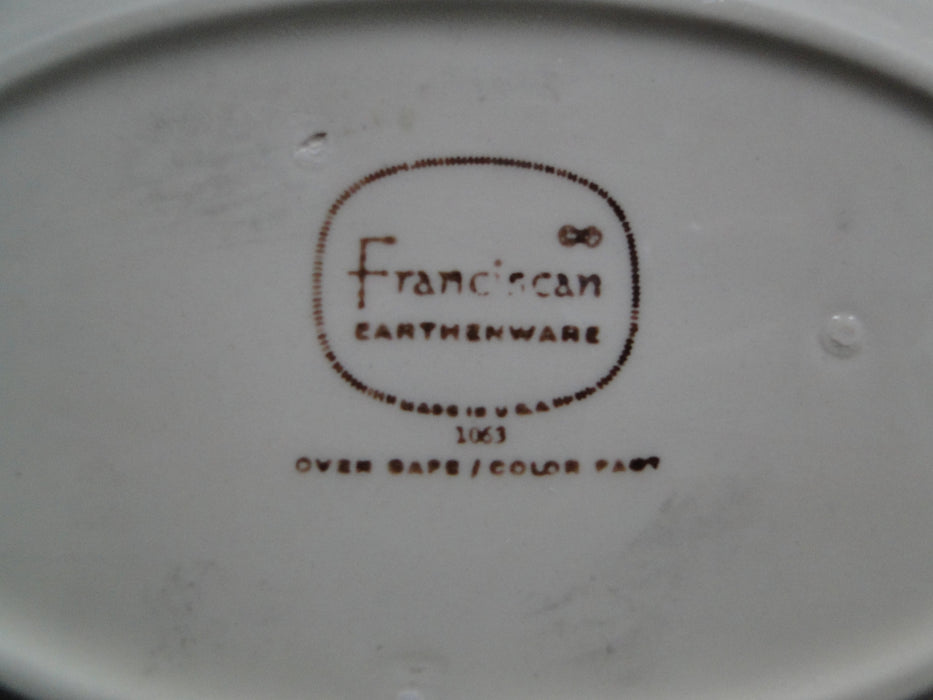 Franciscan
EARTHENWARE
MADE IN U.S.A.
1063
OVEN SAFE / COLOR FAST